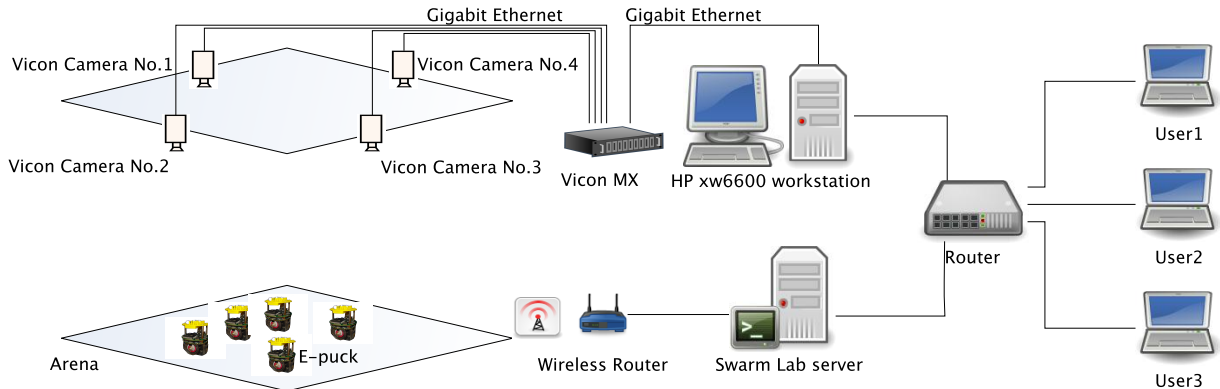 Gigabit Ethernet
Gigabit Ethernet
Vicon Camera No.1
Vicon Camera No.4
Vicon Camera No.2
Vicon Camera No.3
Vicon MX
HP xw6600 workstation
User1
Router
User2
>_
E-puck
Arena
Wireless Router
Swarm Lab server
User3